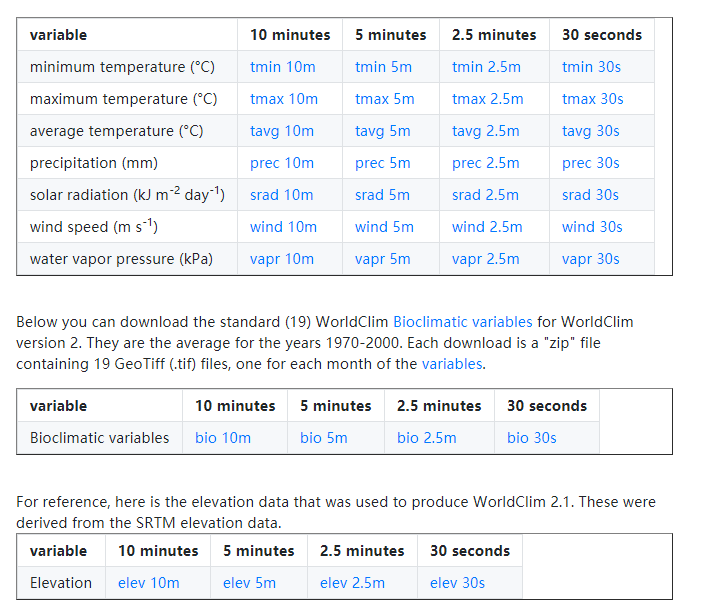 variable 10 minutes 5 minutes 2.5 minutes 30 seconds
minimum temperature (°C) tmin 10m tmin 5m tmin 2.5m tmin 30s
maximum temperature (°C) tmax 10m tmax 5m tmax 2.5m tmax 30s
average temperature (°C) tavg 10m tavg 5m tavg 2.5m tavg 30s
precipitation (mm) prec 10m prec 5m prec 2.5m prec 30s
solar radiation (kJ m⁻² day⁻¹) srad 10m srad 5m srad 2.5m srad 30s
wind speed (m s⁻¹) wind 10m wind 5m wind 2.5m wind 30s
water vapor pressure (kPa) vapr 10m vapr 5m vapr 2.5m vapr 30s
Below you can download the standard (19) WorldClim Bioclimatic variables for WorldClim
version 2. They are the average for the years 1970-2000. Each download is a "zip" file
containing 19 GeoTiff (.tif) files, one for each month of the variables.
variable 10 minutes 5 minutes 2.5 minutes 30 seconds
Bioclimatic variables bio 10m bio 5m bio 2.5m bio 30s
For reference, here is the elevation data that was used to produce WorldClim 2.1. These were
derived from the SRTM elevation data.
variable 10 minutes 5 minutes 2.5 minutes 30 seconds
Elevation elev 10m elev 5m elev 2.5m elev 30s